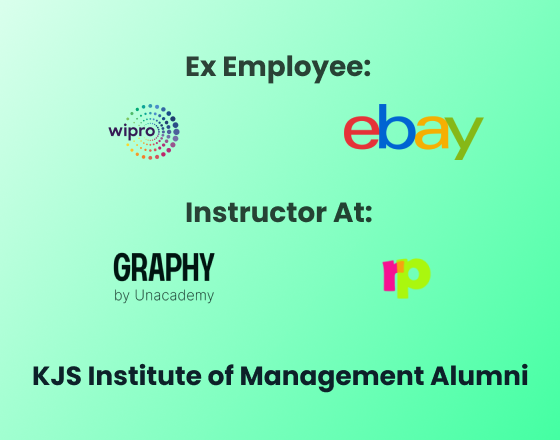 Ex Employee:
wipro
ebay
Instructor At:
GRAPHY
by Unacademy
rp
KJS Institute of Management Alumni